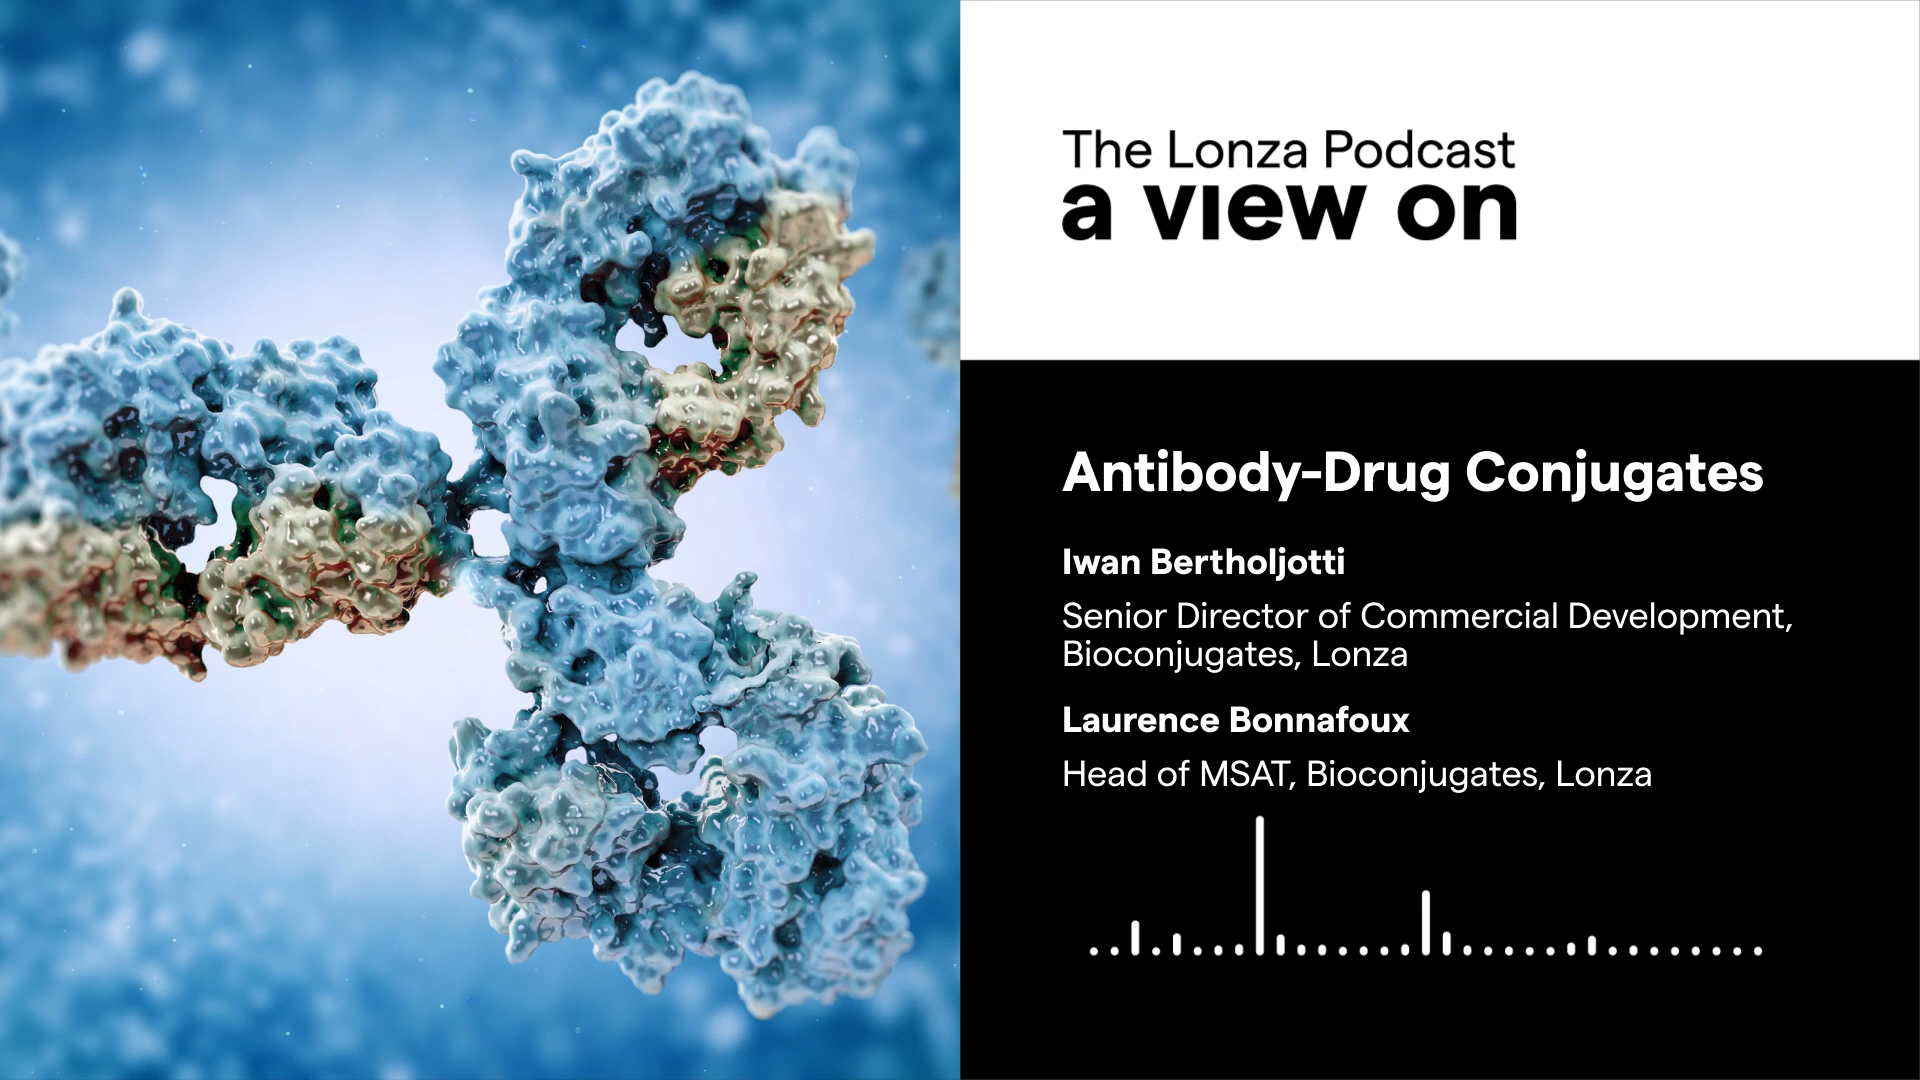 The Lonza Podcast
a view on
Antibody-Drug Conjugates
Iwan Bertholjotti
Senior Director of Commercial Development,
Bioconjugates, Lonza
Laurence Bonnafoux
Head of MSAT, Bioconjugates, Lonza